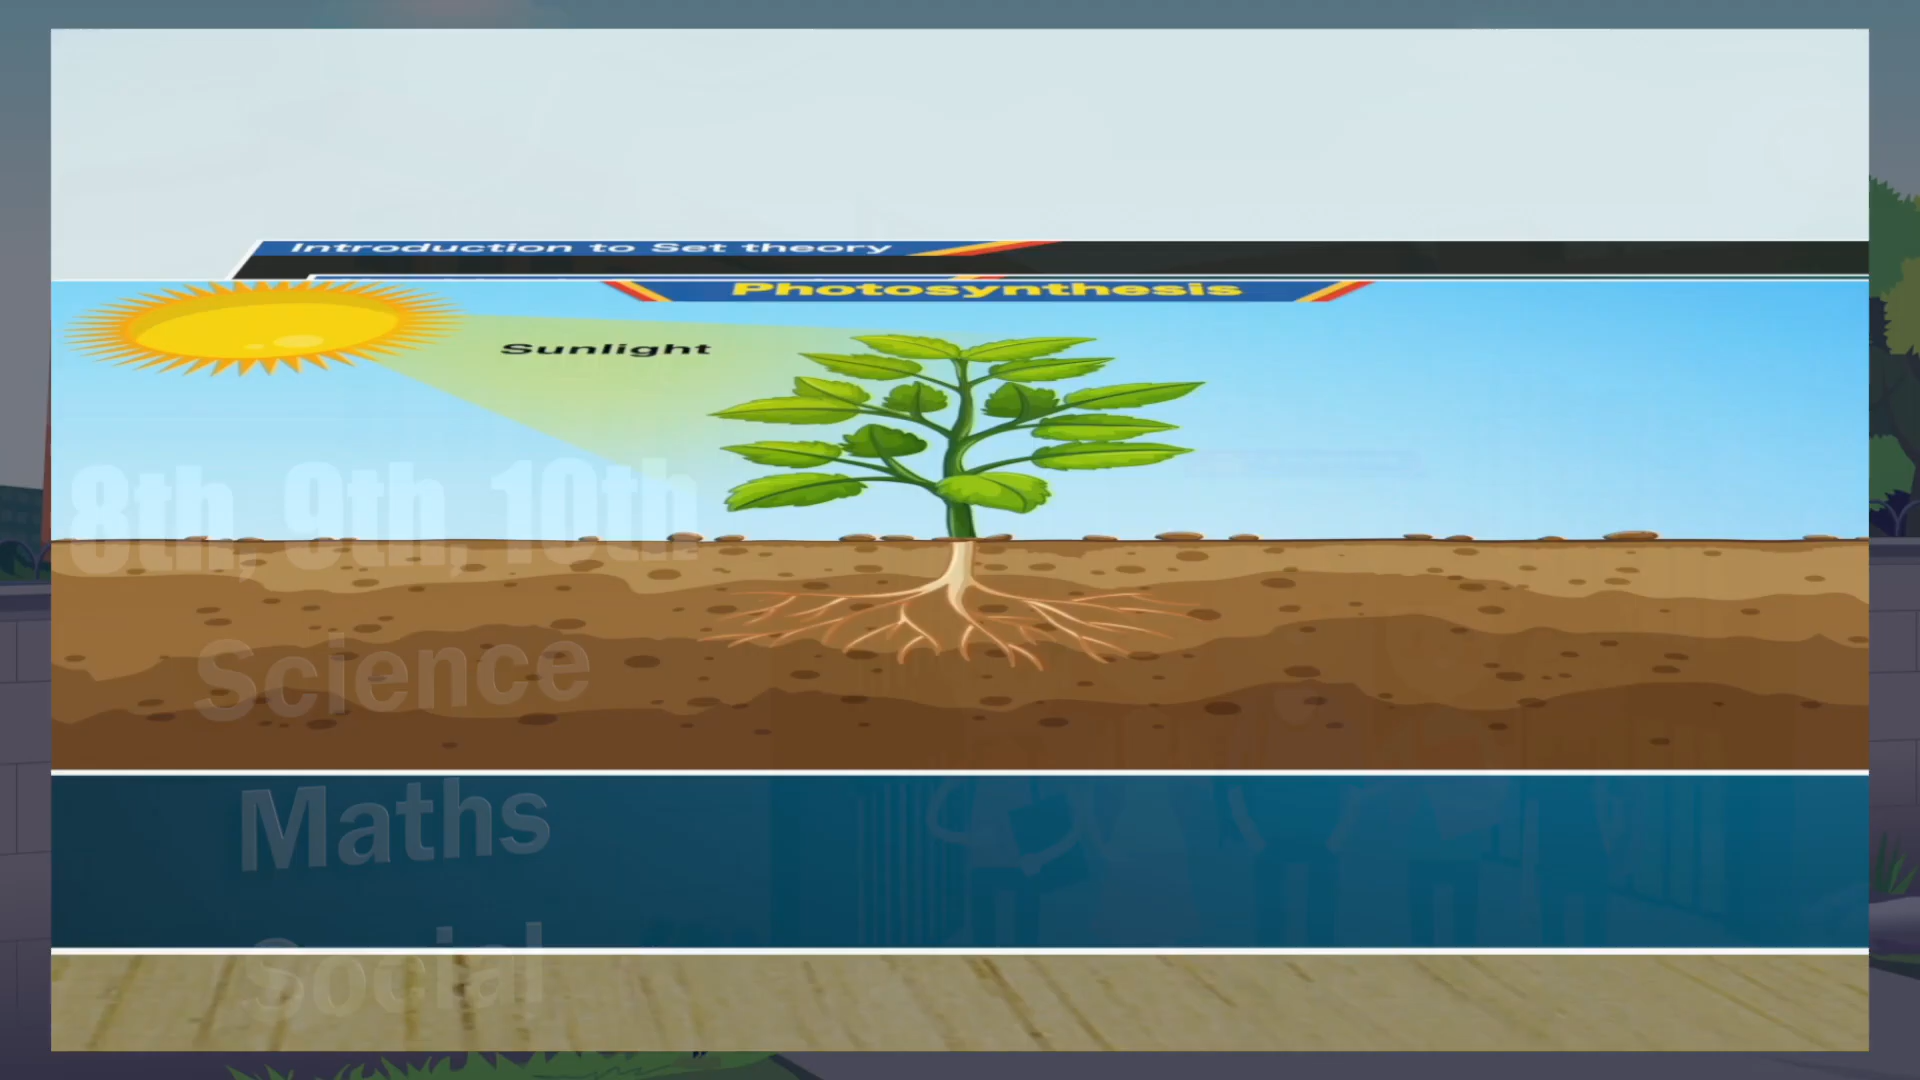 Introduction to Set theory
Photosynthesis
Sunlight
8th, 9th, 10th
Science
Maths
Social